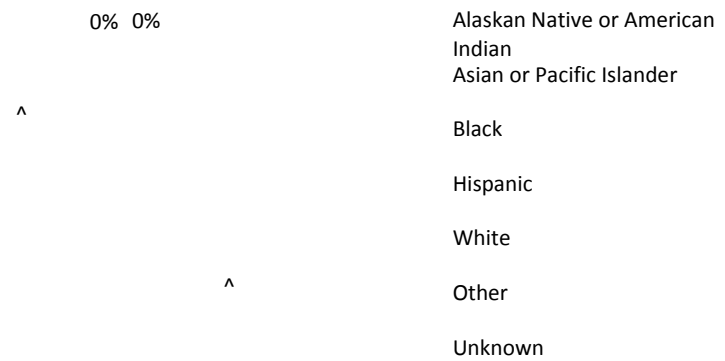 0% 0%
Alaskan Native or American
Indian
Asian or Pacific Islander
^
Black
Hispanic
White
^
Other
Unknown